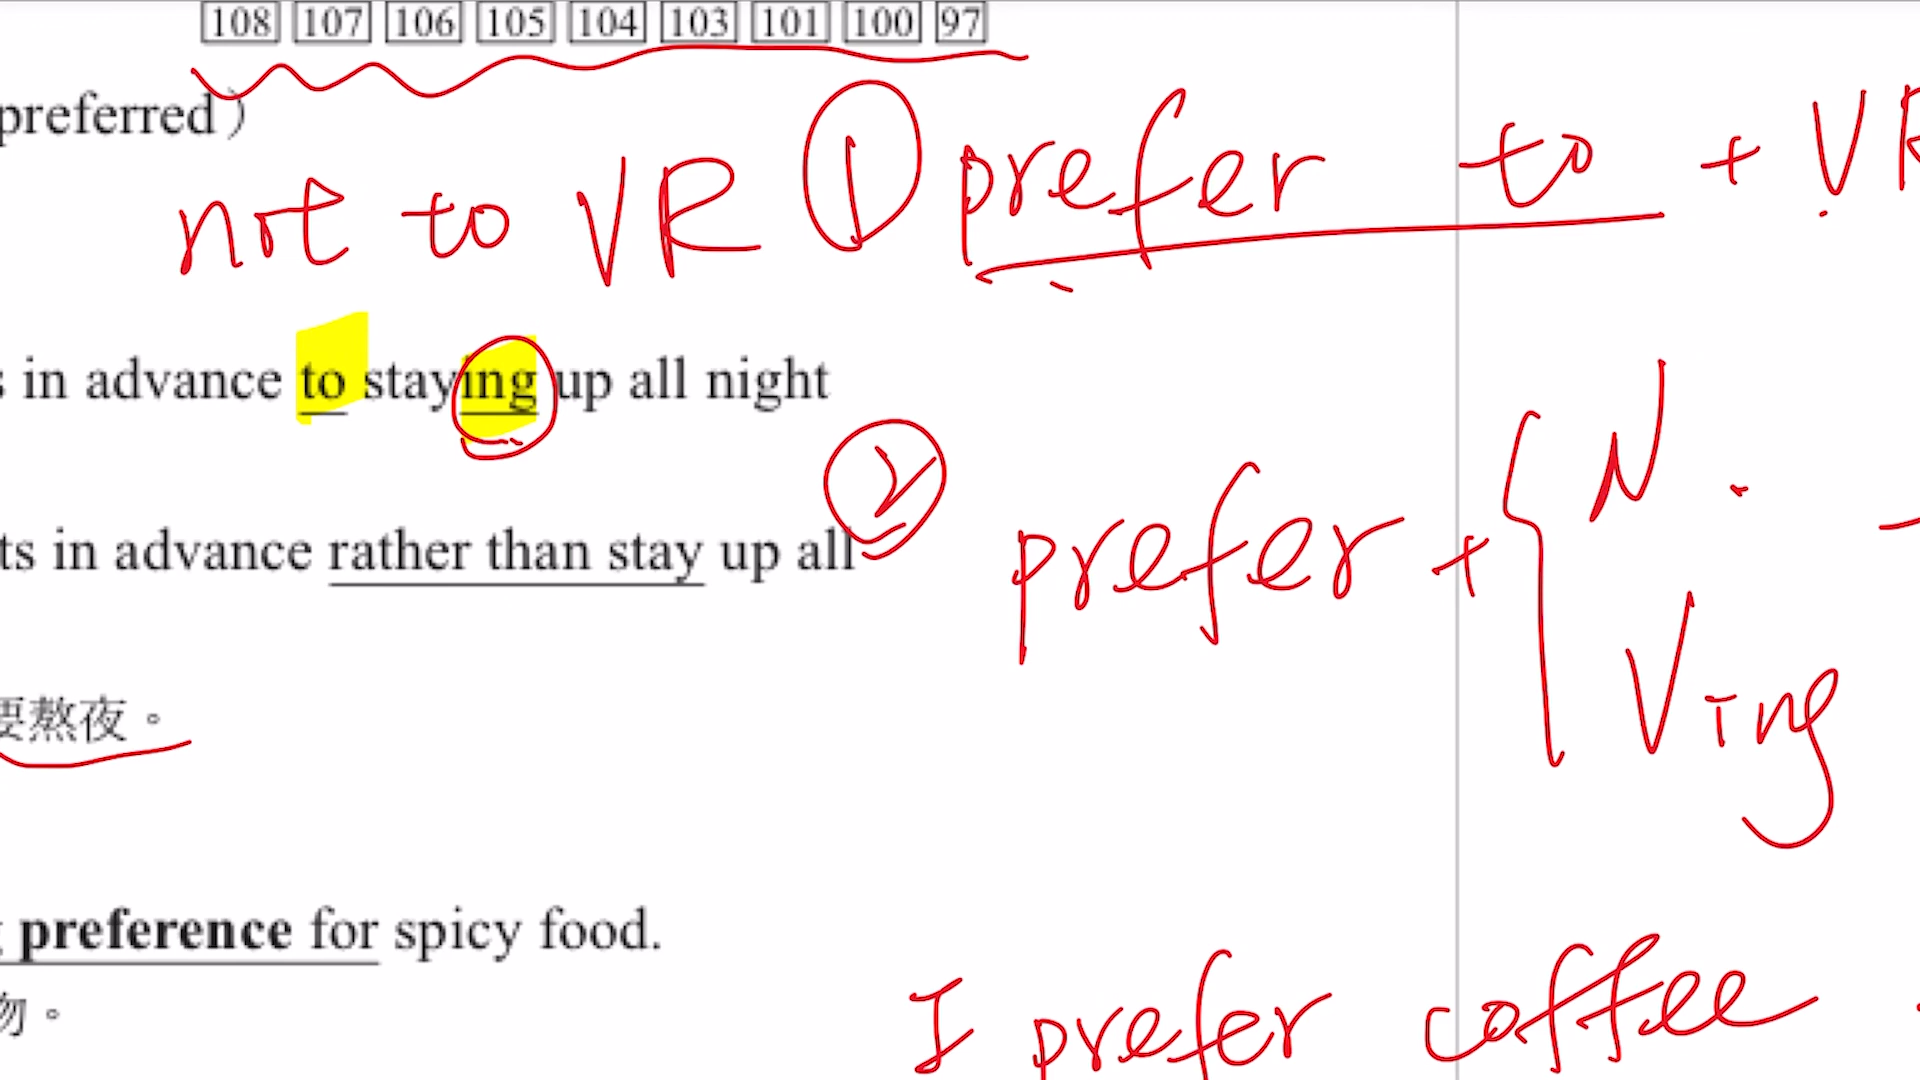 108 107 106 105 104 103 101 100 97
preferred)
① prefer to + VR
not to VR
in advance to staying up all night
② prefer + { N.
Ving
ts in advance rather than stay up all
要熬夜。
preference for spicy food.
物。
I prefer coffee